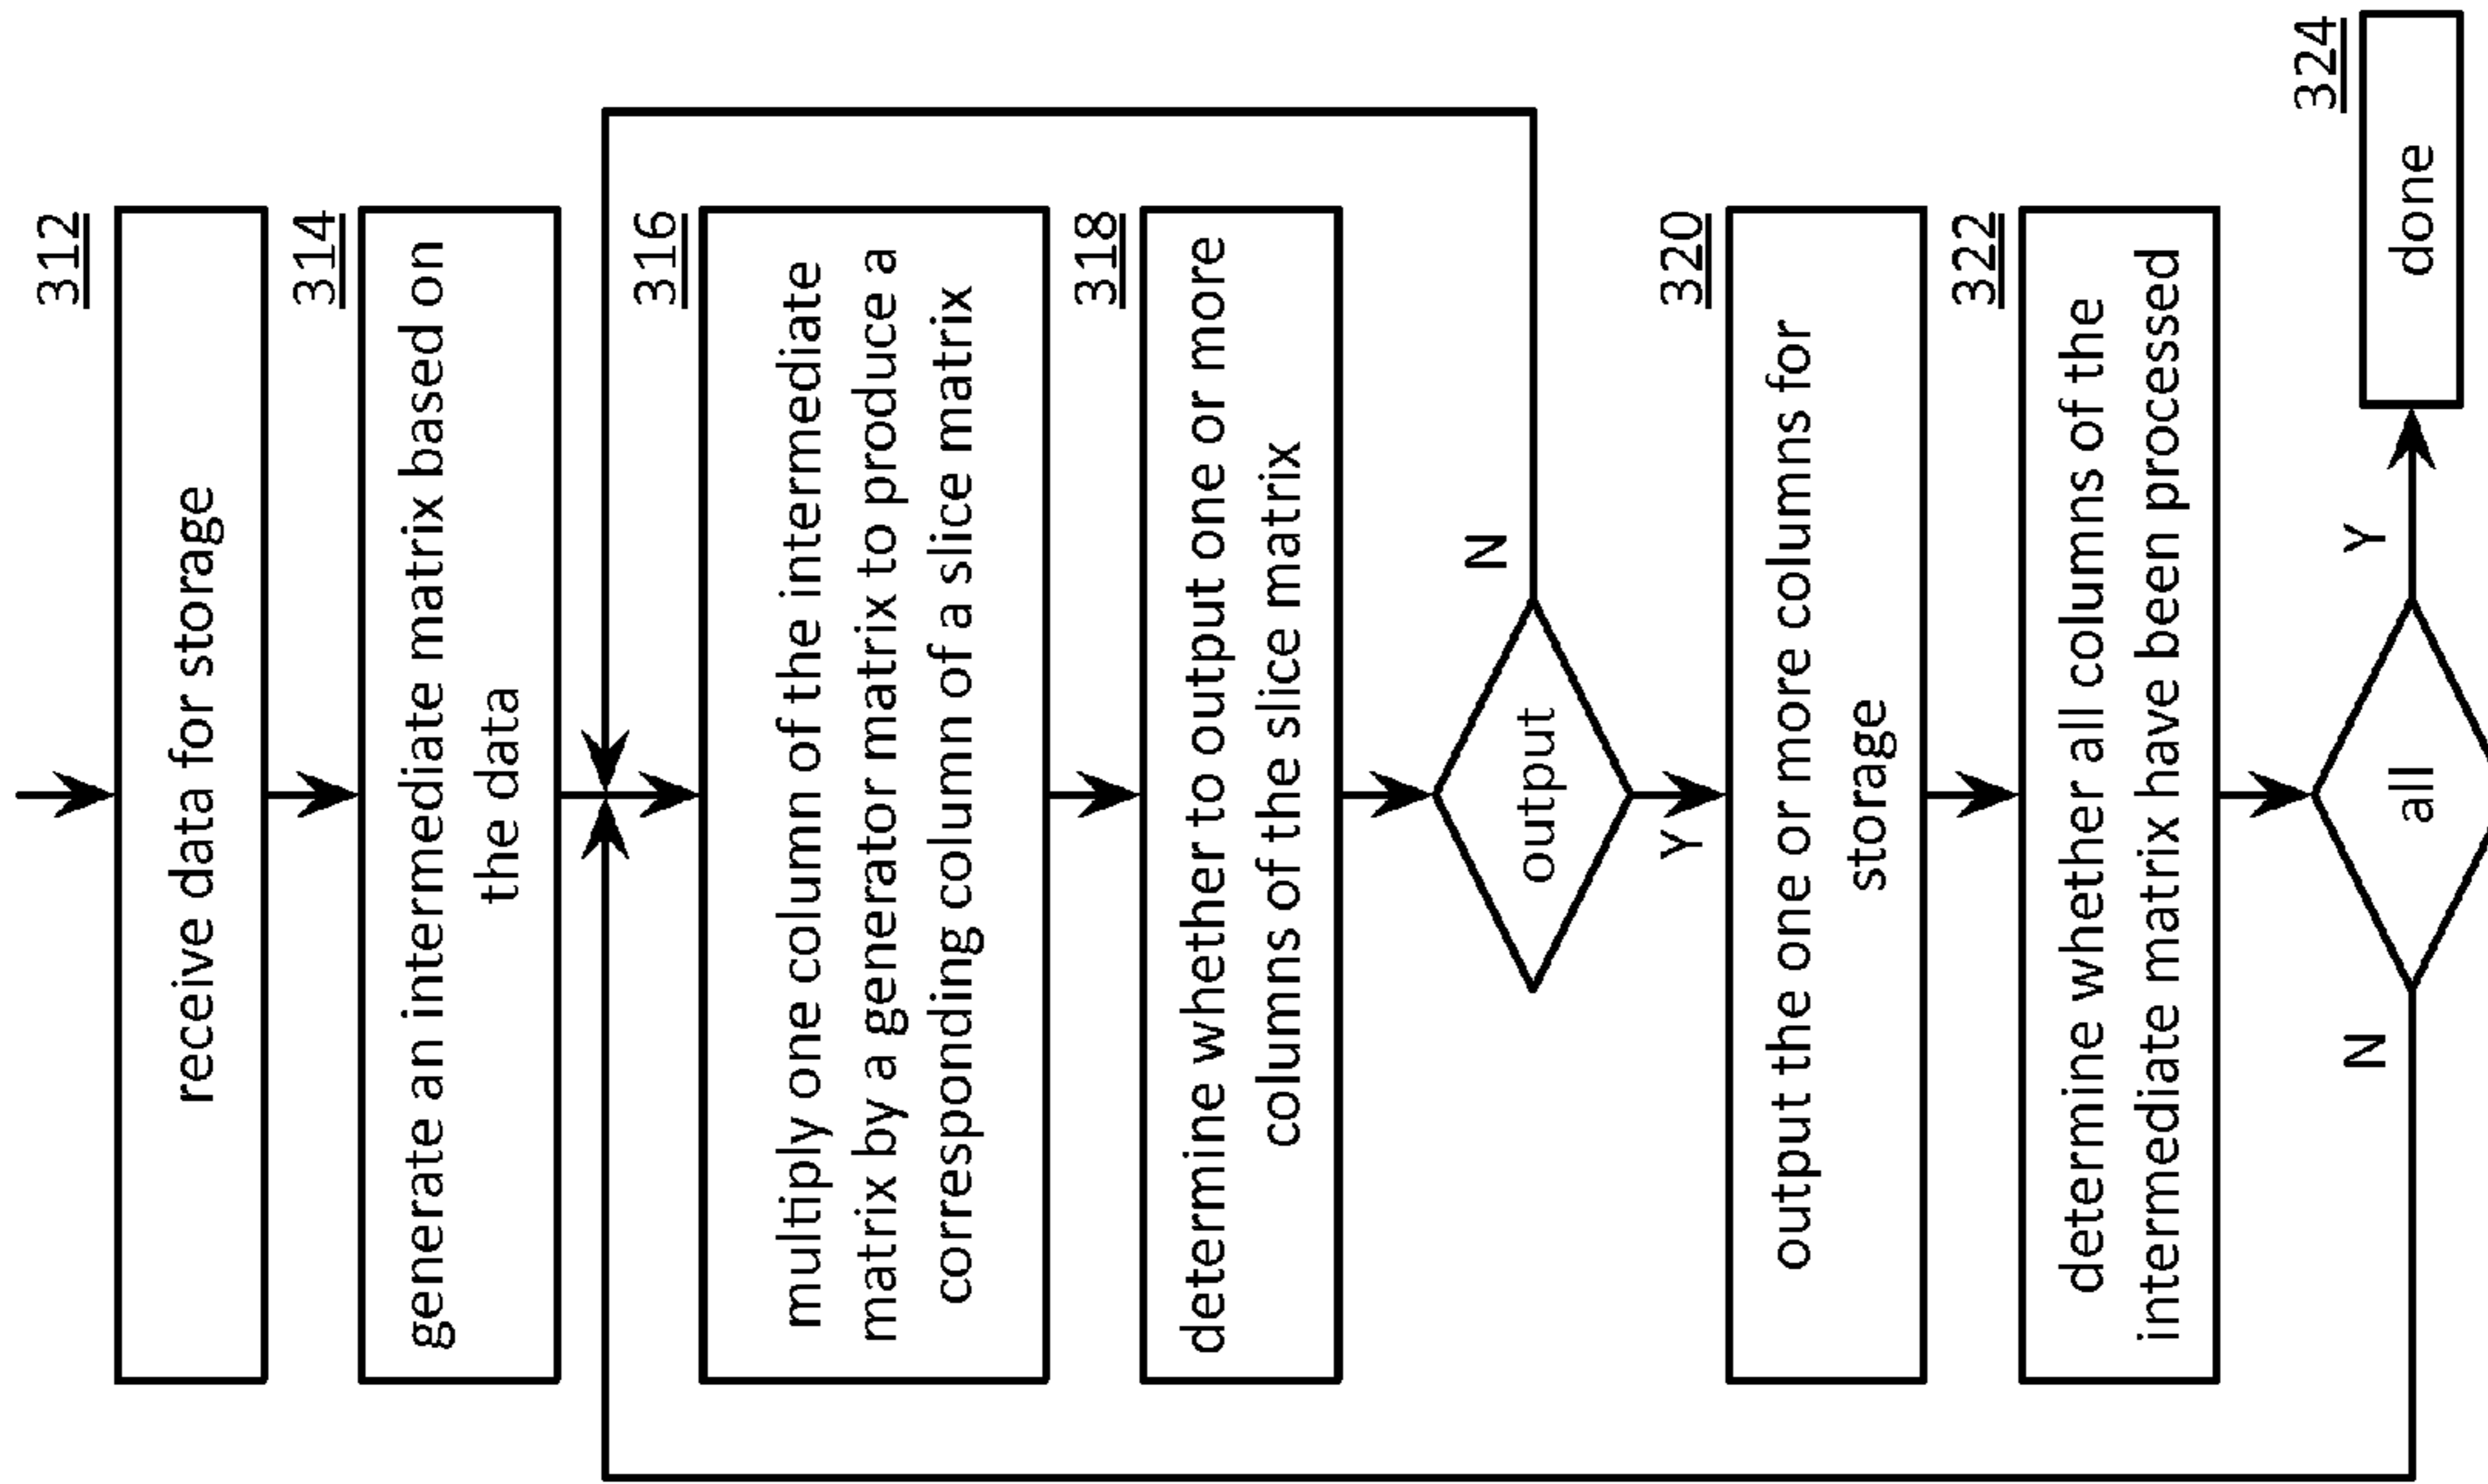 312
receive data for storage
314
generate an intermediate matrix based on
the data
316
multiply one column of the intermediate
matrix by a generator matrix to produce a
corresponding column of a slice matrix
318
determine whether to output one or more
columns of the slice matrix
output
N
Y
320
output the one or more columns for
storage
322
determine whether all columns of the
intermediate matrix have been processed
N
all
Y
324
done